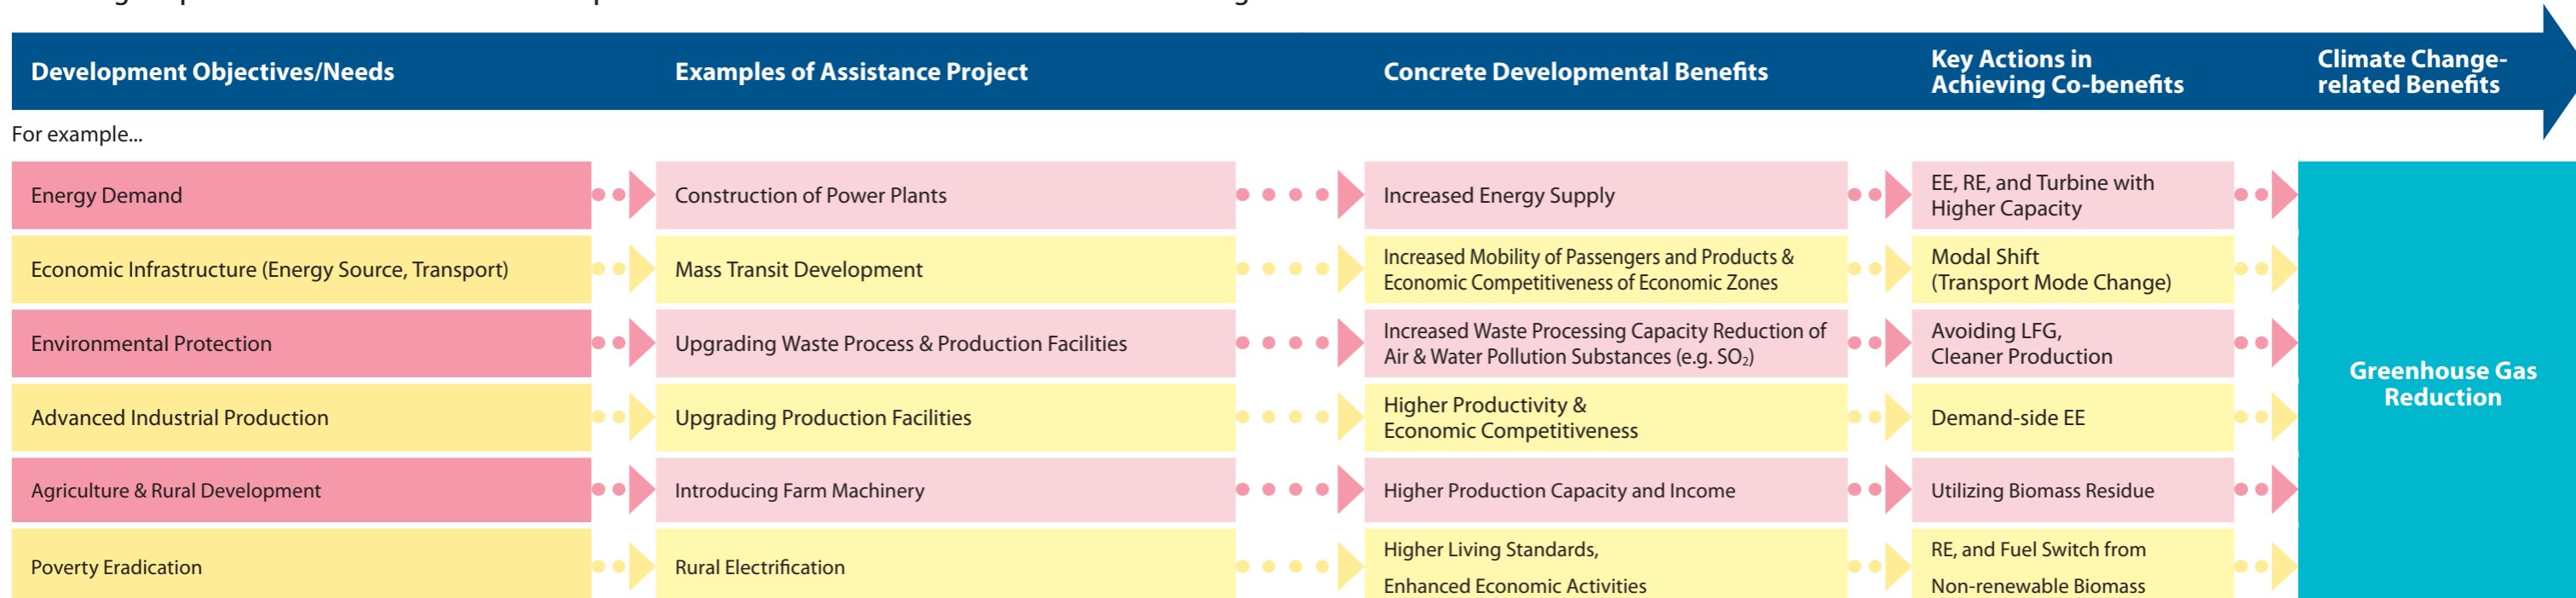 Development Objectives/Needs
Examples of Assistance Project
Concrete Developmental Benefits
Key Actions in
Achieving Co-benefits
Climate Change-
related Benefits
For example...
Energy Demand
Construction of Power Plants
Increased Energy Supply
EE, RE, and Turbine with
Higher Capacity
Economic Infrastructure (Energy Source, Transport)
Mass Transit Development
Increased Mobility of Passengers and Products &
Economic Competitiveness of Economic Zones
Modal Shift
(Transport Mode Change)
Environmental Protection
Upgrading Waste Process & Production Facilities
Increased Waste Processing Capacity Reduction of
Air & Water Pollution Substances (e.g. SO₂)
Avoiding LFG,
Cleaner Production
Advanced Industrial Production
Upgrading Production Facilities
Higher Productivity &
Economic Competitiveness
Demand-side EE
Agriculture & Rural Development
Introducing Farm Machinery
Higher Production Capacity and Income
Utilizing Biomass Residue
Poverty Eradication
Rural Electrification
Higher Living Standards,
Enhanced Economic Activities
RE, and Fuel Switch from
Non-renewable Biomass
Greenhouse Gas
Reduction